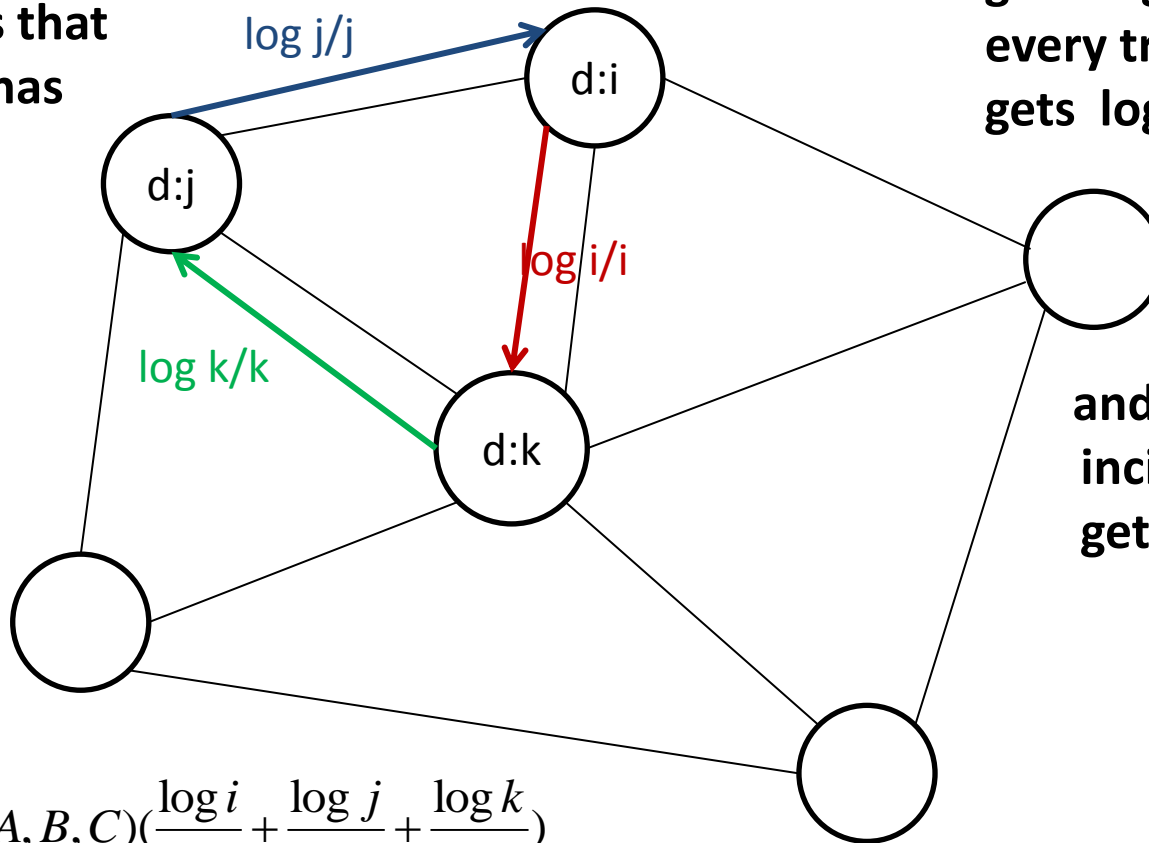 s that
has
log j/j
d:i
every tr
gets log
d:j
log i/i
log k/k
d:k
and
inci
get
A, B, C)(log i + log j + log k)